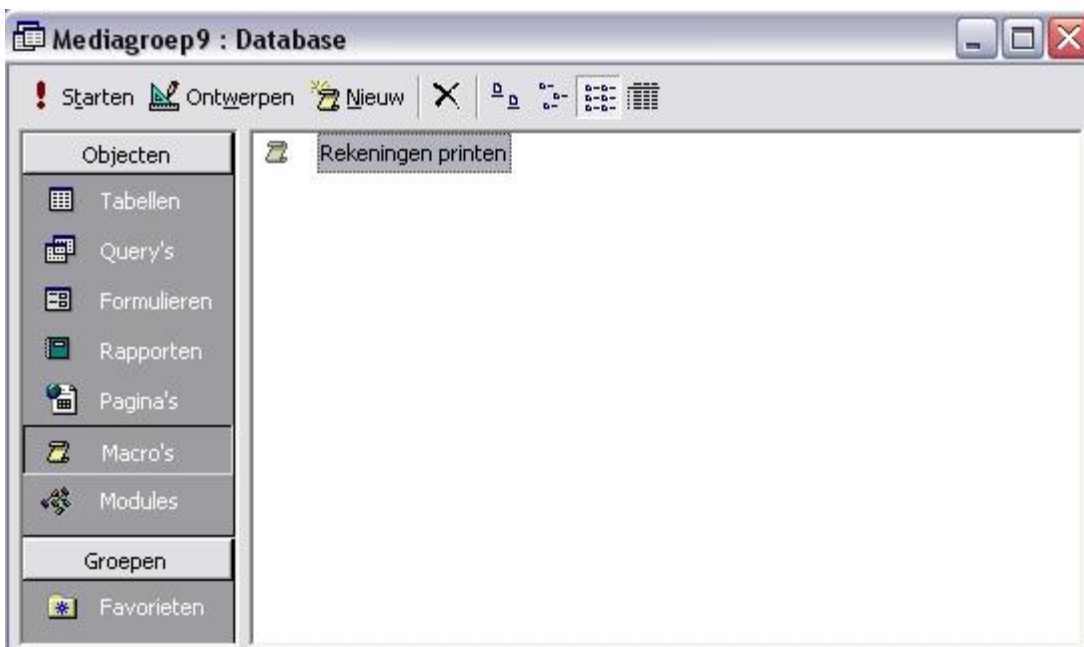 Mediagroep9 : Database
Starten Ontwerpen Nieuw
Objecten
Rekeningen printen
Tabellen
Query's
Formulieren
Rapporten
Pagina's
Macro's
Modules
Groepen
Favorieten